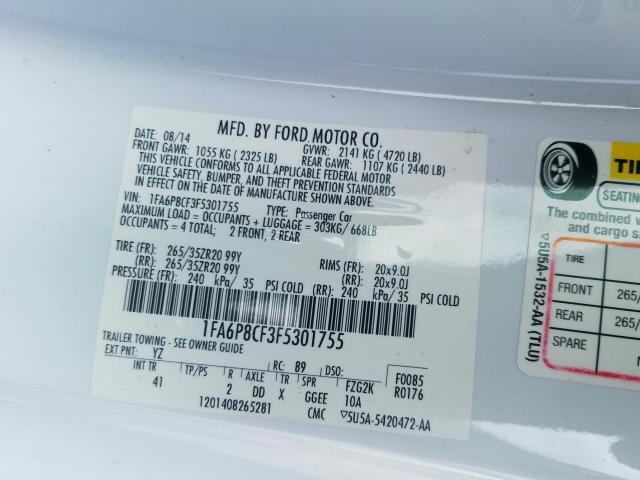 MFD. BY FORD MOTOR CO.
DATE: 08/14
GVWR: 2141 KG ( 4720 LB)
FRONT GAWR: 1055 KG ( 2325 LB)
REAR GAWR: 1107 KG ( 2440 LB)
THIS VEHICLE CONFORMS TO ALL APPLICABLE FEDERAL MOTOR
VEHICLE SAFETY, BUMPER, AND THEFT PREVENTION STANDARDS
IN EFFECT ON THE DATE OF MANUFACTURE SHOWN ABOVE.
VIN: 1FA6P8CF3F5301755
TYPE: Passenger Car
MAXIMUM LOAD = OCCUPANTS + LUGGAGE = 303KG/ 668LB
OCCUPANTS = 4 TOTAL; 2 FRONT, 2 REAR
TIRE (FR): 265/35ZR20 99Y
RIMS (FR): 20x9.0J
(RR): 265/35ZR20 99Y
(RR): 20x9.0J
PRESSURE (FR): 240 kPa/ 35 PSI COLD
(RR): 240 kPa/ 35 PSI COLD
1FA6P8CF3F5301755
TRAILER TOWING - SEE OWNER GUIDE
EXT PNT: YZ RC: 89 DSO: F0085
INT TR TP/PS R AXLE TR SPR FZG2K R0176
41 2 DD X GGEE 10A
1201408265281 CMC ▽5U5A-5420472-AA
TIR
SEATING
The combined
and cargo s
▽5U5A-1532-AA (TLU)
TIRE
FRONT 265/
REAR 265/
SPARE N